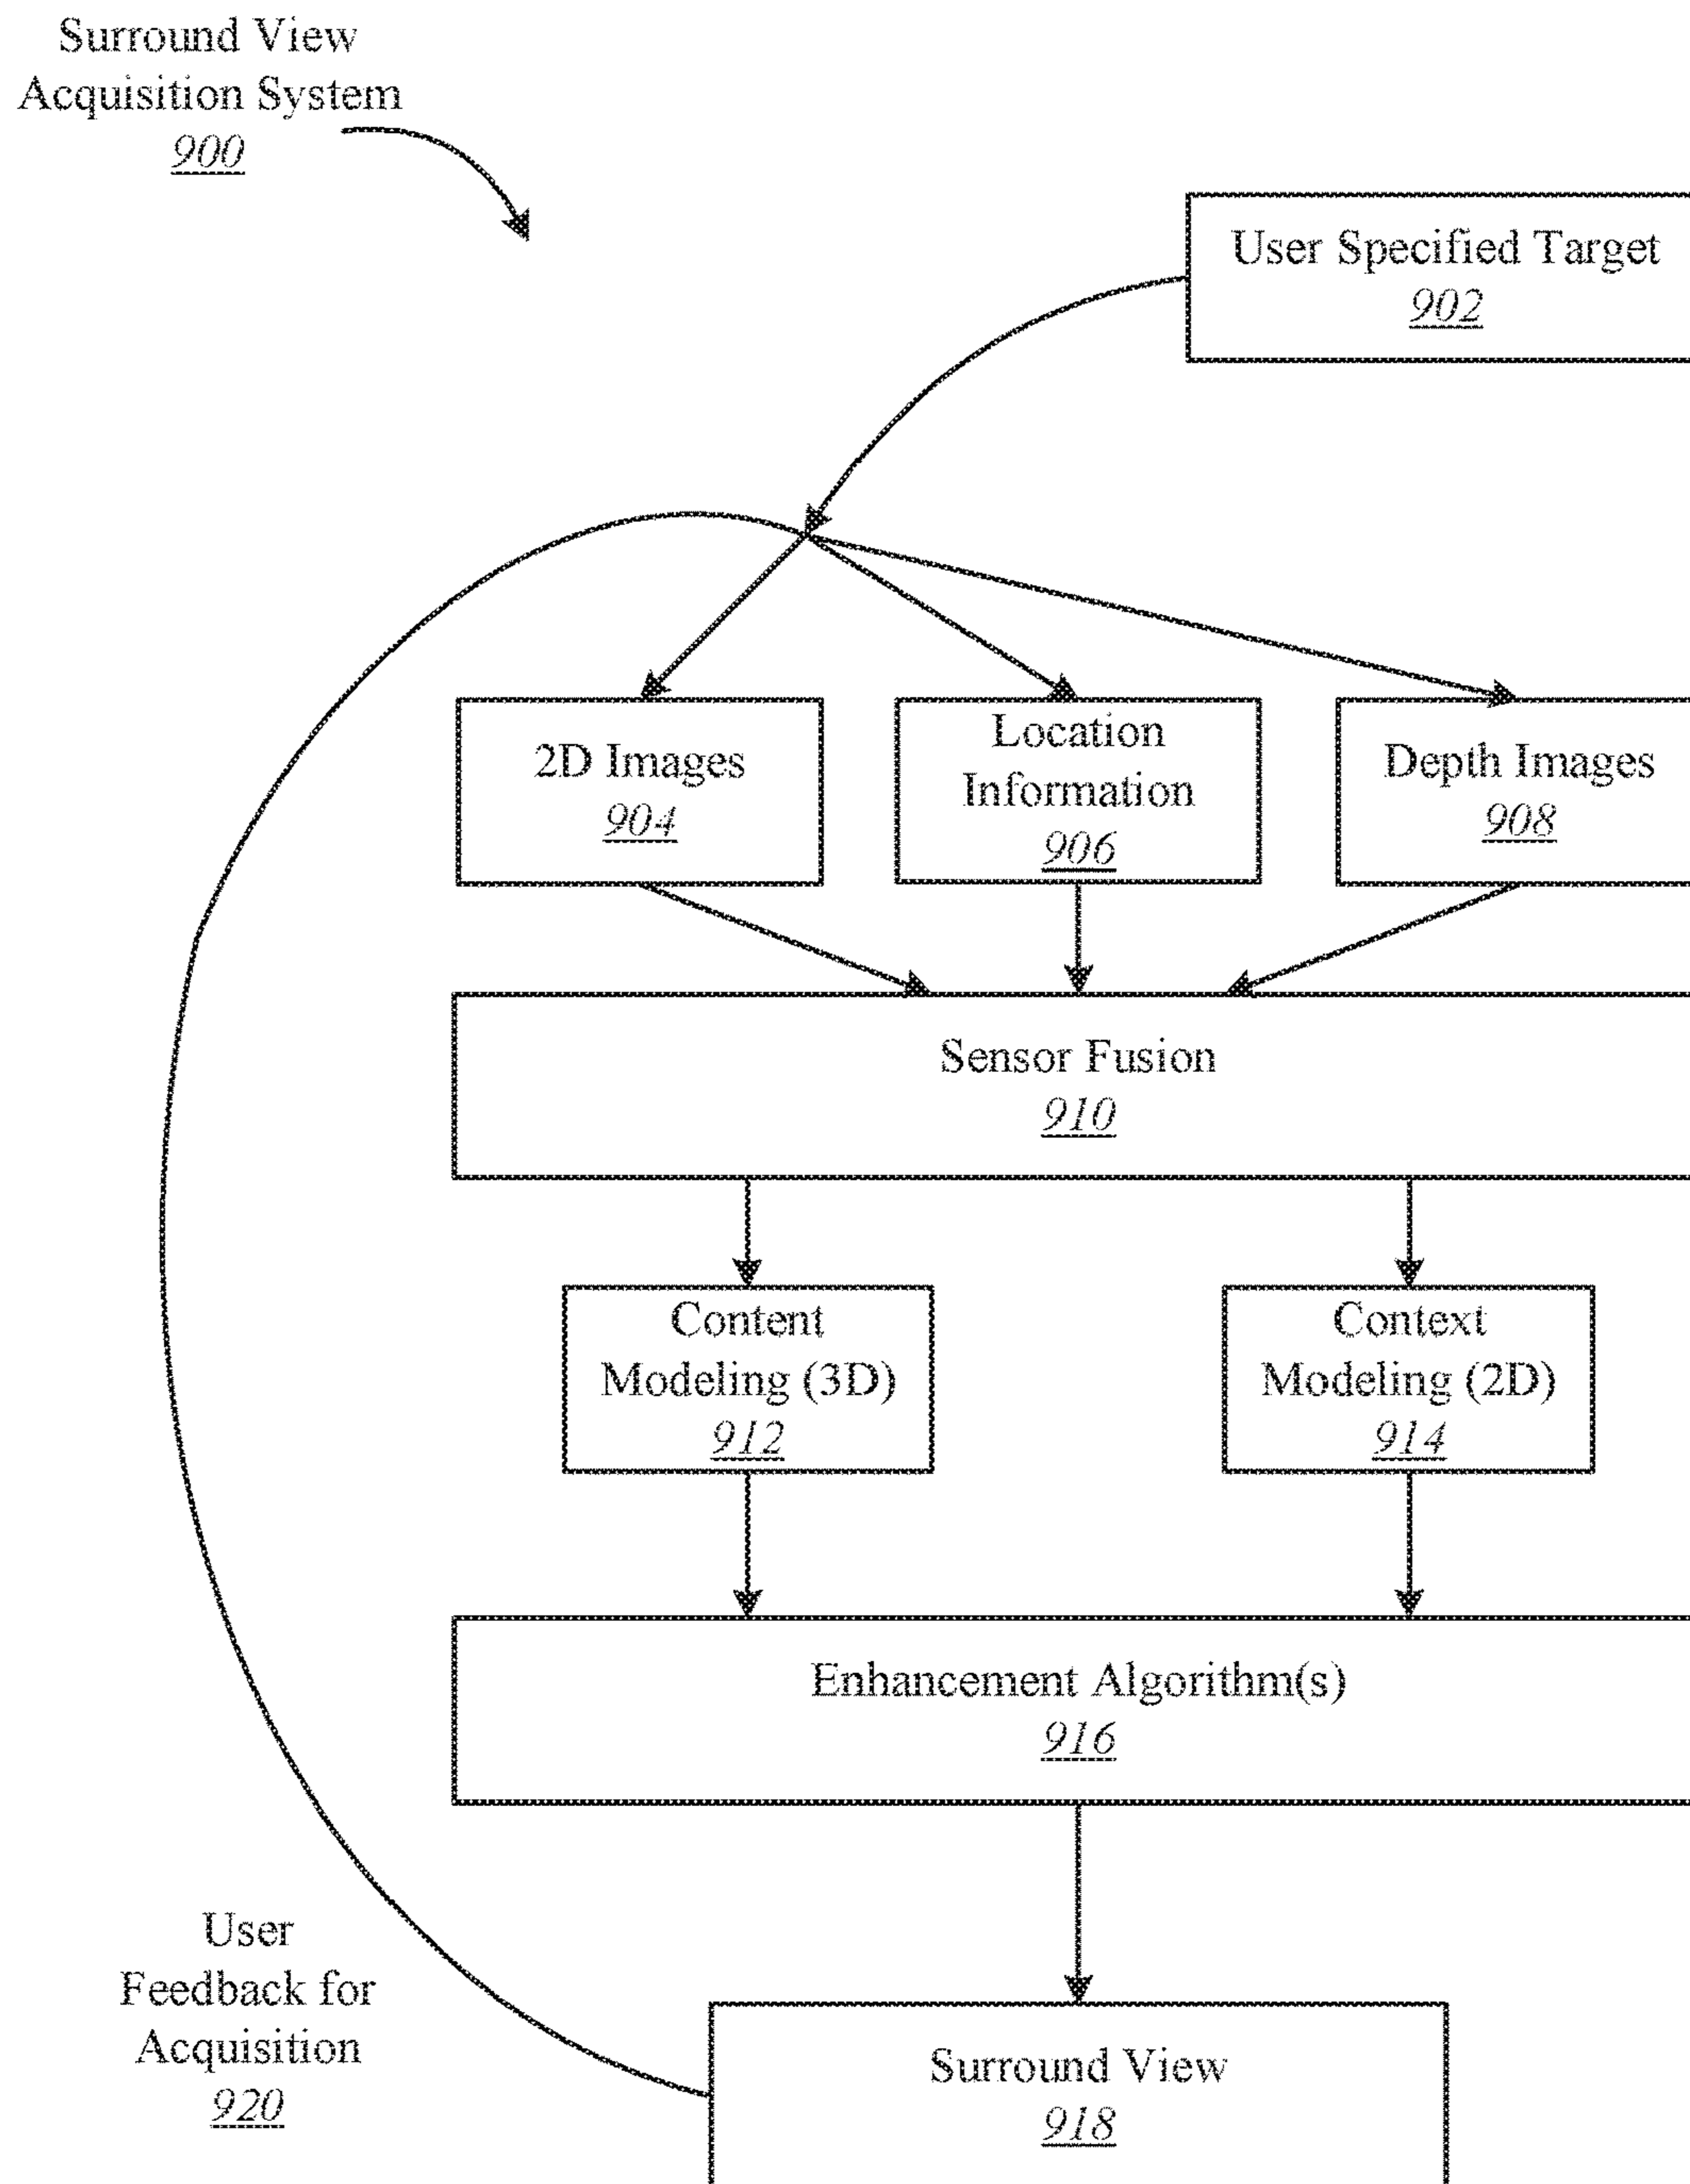 Surround View
Acquisition System
900
User Specified Target
902
2D Images
904
Location
Information
906
Depth Images
908
Sensor Fusion
910
Content
Modeling (3D)
912
Context
Modeling (2D)
914
Enhancement Algorithm(s)
916
User
Feedback for
Acquisition
920
Surround View
918